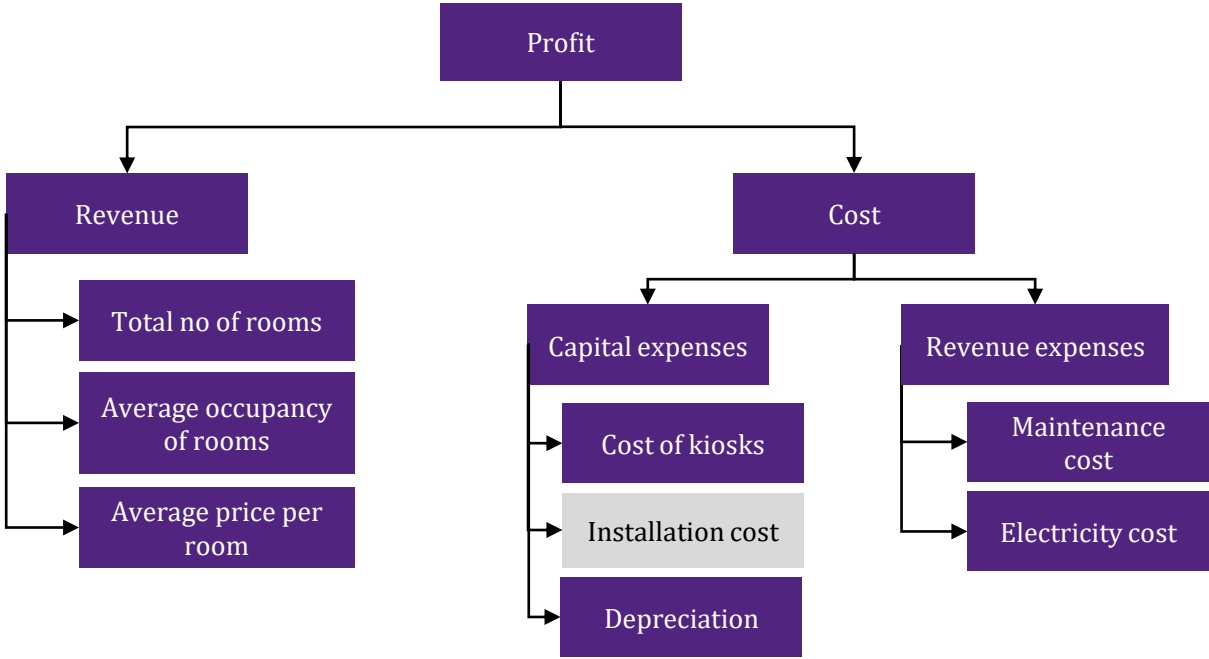 Profit
Revenue
Cost
Total no of rooms
Average occupancy
of rooms
Average price per
room
Capital expenses
Cost of kiosks
Installation cost
Depreciation
Revenue expenses
Maintenance
cost
Electricity cost